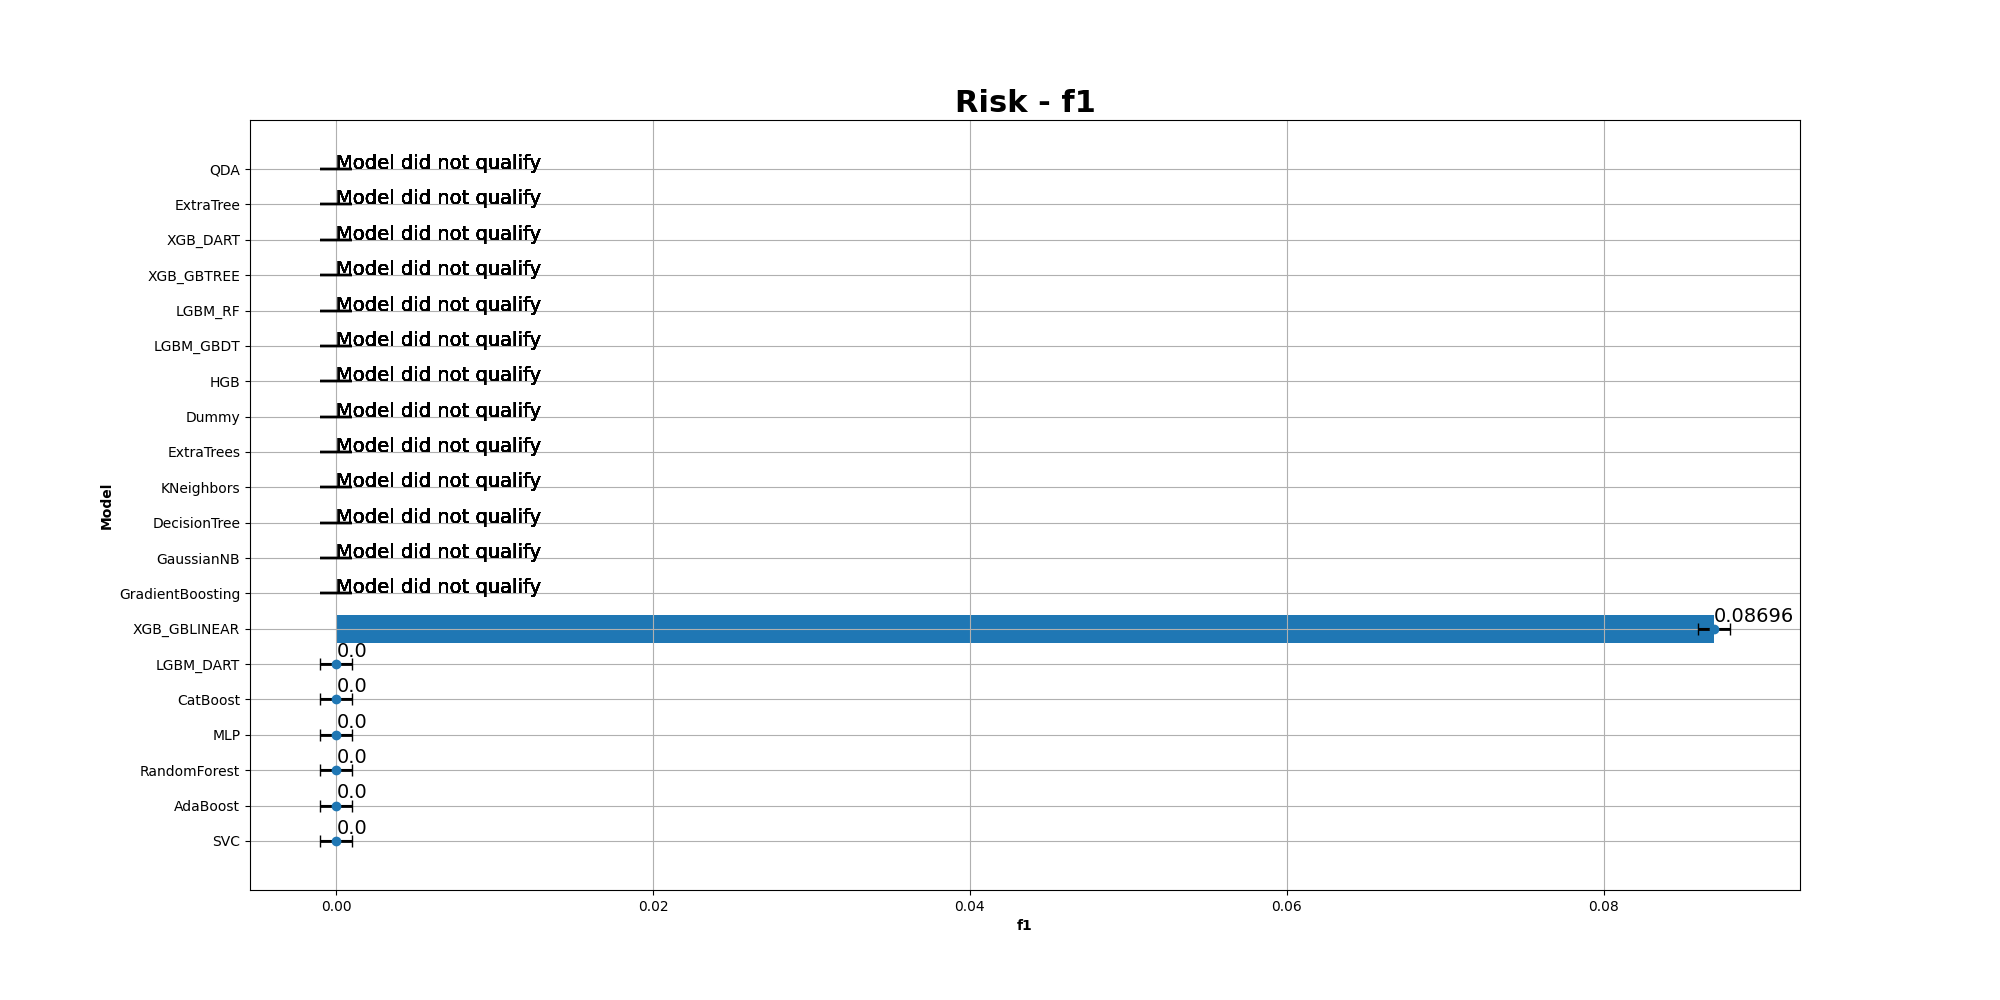 Risk - f1
QDA Model did not qualify
ExtraTree Model did not qualify
XGB_DART Model did not qualify
XGB_GBTREE Model did not qualify
LGBM_RF Model did not qualify
LGBM_GBDT Model did not qualify
HGB Model did not qualify
Dummy Model did not qualify
ExtraTrees Model did not qualify
KNeighbors Model did not qualify
DecisionTree Model did not qualify
GaussianNB Model did not qualify
GradientBoosting Model did not qualify
XGB_GBLINEAR 0.08696
LGBM_DART 0.0
CatBoost 0.0
MLP 0.0
RandomForest 0.0
AdaBoost 0.0
SVC 0.0
Model
0.00 0.02 0.04 0.06 0.08
f1